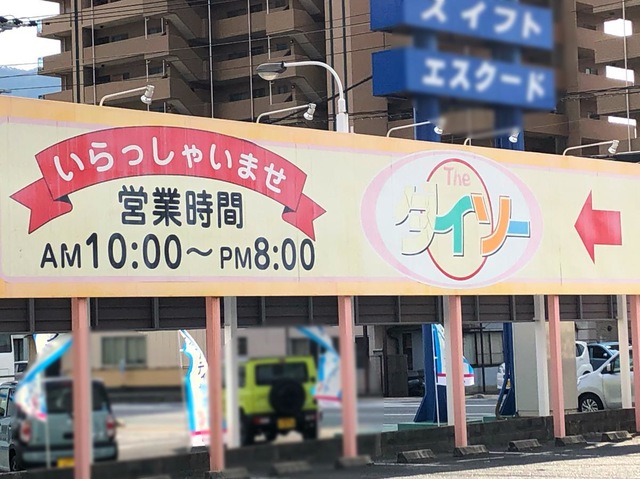 スイフト
エスクード
いらっしゃいませ
営業時間
AM10:00〜PM8:00
The
ダイソー